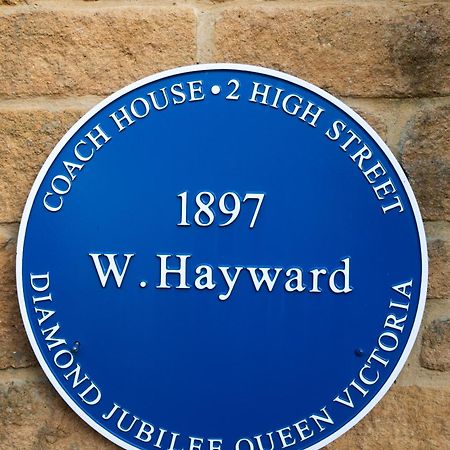 COACH HOUSE · 2 HIGH STREET
1897
W. Hayward
DIAMOND JUBILEE QUEEN VICTORIA